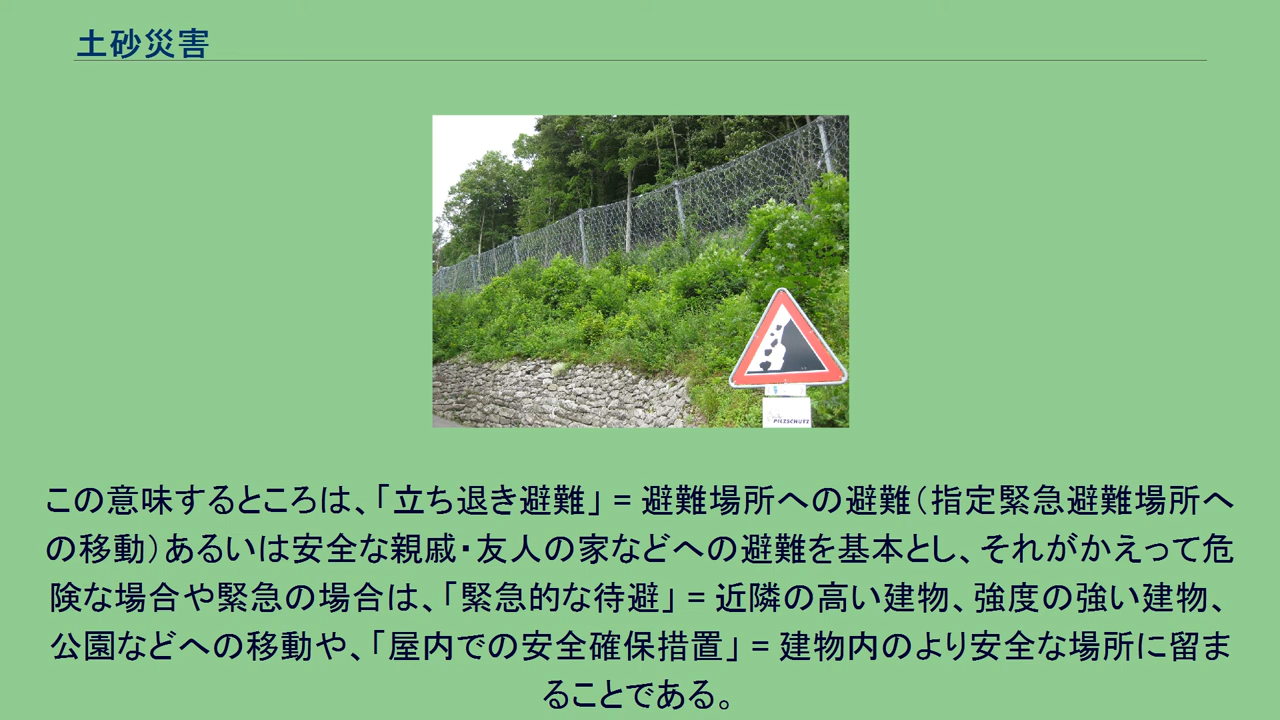 土砂災害
PILZSCHUTZ
この意味するところは、「立ち退き避難」 = 避難場所への避難（指定緊急避難場所へ
の移動）あるいは安全な親戚・友人の家などへの避難を基本とし、それがかえって危
険な場合や緊急の場合は、「緊急的な待避」 = 近隣の高い建物、強度の強い建物、
公園などへの移動や、「屋内での安全確保措置」 = 建物内のより安全な場所に留ま
ることである。